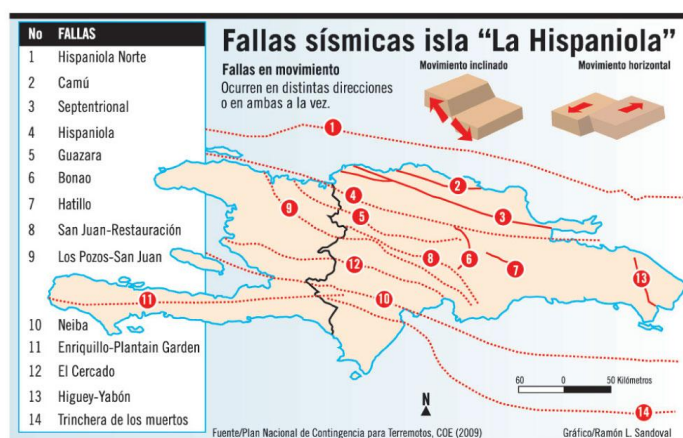 Fallas sísmicas isla "La Hispaniola"
No FALLAS
1 Hispaniola Norte
2 Camú
3 Septentrional
4 Hispaniola
5 Guazara
6 Bonao
7 Hatillo
8 San Juan-Restauración
9 Los Pozos-San Juan
10 Neiba
11 Enriquillo-Plantain Garden
12 El Cercado
13 Higuey-Yabón
14 Trinchera de los muertos
Fallas en movimiento
Ocurren en distintas direcciones
o en ambas a la vez.
Movimiento inclinado
Movimiento horizontal
1
2
4
3
9
5
8
6
7
12
13
10
11
14
60 0 50 Kilómetros
N
Fuente/Plan Nacional de Contingencia para Terremotos, COE (2009)
Gráfico/Ramón L. Sandoval